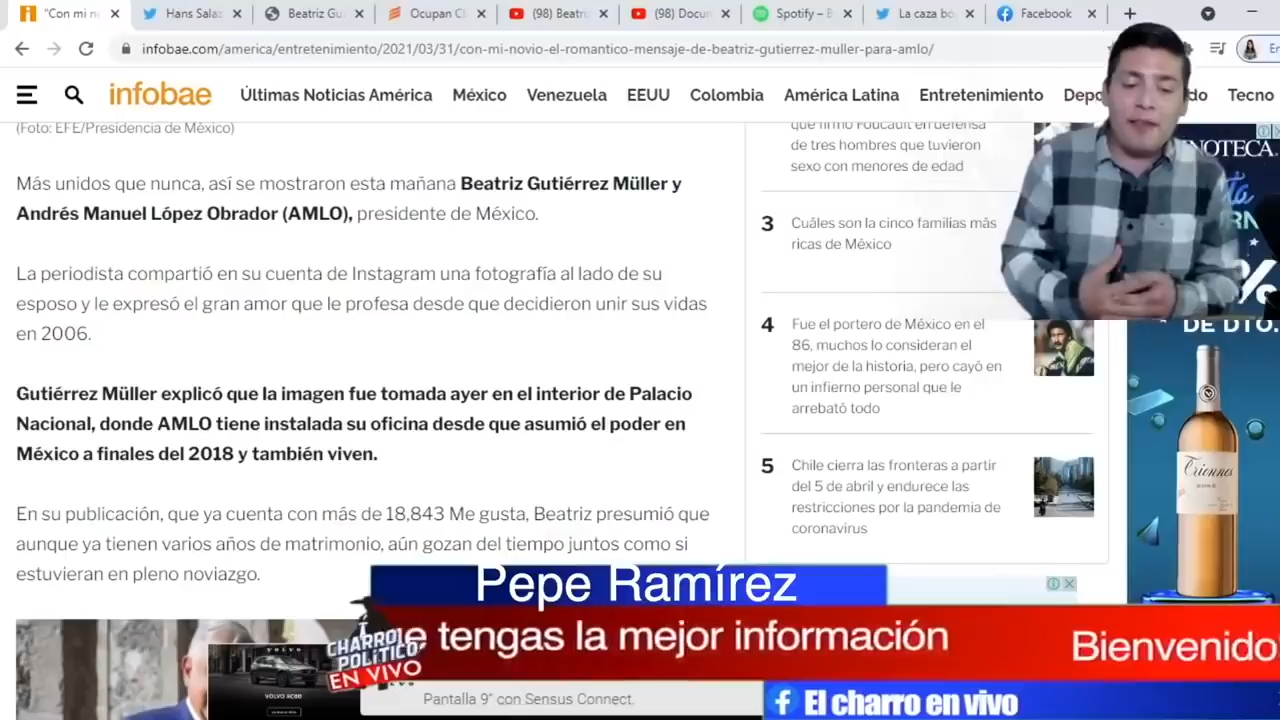 "Con mi n
Hans Sala
Beatriz Gu
Ocupan C
(98) Beatri
(98) Docun
Spotify – B
La caza bo
Facebook
infobae.com/america/entretenimiento/2021/03/31/con-mi-novio-el-romantico-mensaje-de-beatriz-gutierrez-muller-para-amlo/
infobae
Últimas Noticias América México Venezuela EEUU Colombia América Latina Entretenimiento Depo do Tecno
(Foto: EFE/Presidencia de México)
Más unidos que nunca, así se mostraron esta mañana Beatriz Gutiérrez Müller y
Andrés Manuel López Obrador (AMLO), presidente de México.
La periodista compartió en su cuenta de Instagram una fotografía al lado de su
esposo y le expresó el gran amor que le profesa desde que decidieron unir sus vidas
en 2006.
Gutiérrez Müller explicó que la imagen fue tomada ayer en el interior de Palacio
Nacional, donde AMLO tiene instalada su oficina desde que asumió el poder en
México a finales del 2018 y también viven.
En su publicación, que ya cuenta con más de 18,843 Me gusta, Beatriz presumió que
aunque ya tienen varios años de matrimonio, aún gozan del tiempo juntos como si
estuvieran en pleno noviazgo.
que firmó Foucault en defensa
de tres hombres que tuvieron
sexo con menores de edad
3 Cuáles son la cinco familias más
ricas de México
4 Fue el portero de México en el
86, muchos lo consideran el
mejor de la historia, pero cayó en
un infierno personal que le
arrebató todo
5 Chile cierra las fronteras a partir
del 5 de abril y endurece las
restricciones por la pandemia de
coronavirus
NOTECA.
%
DE DTO.
Triennes
Pepe Ramírez
e tengas la mejor información
Bienvenido
CHARRO
POLÍTICO
EN VIVO
VOLVO
VOLVO XC60
Pantalla 9" con Sensus Connect.
El charro en vivo